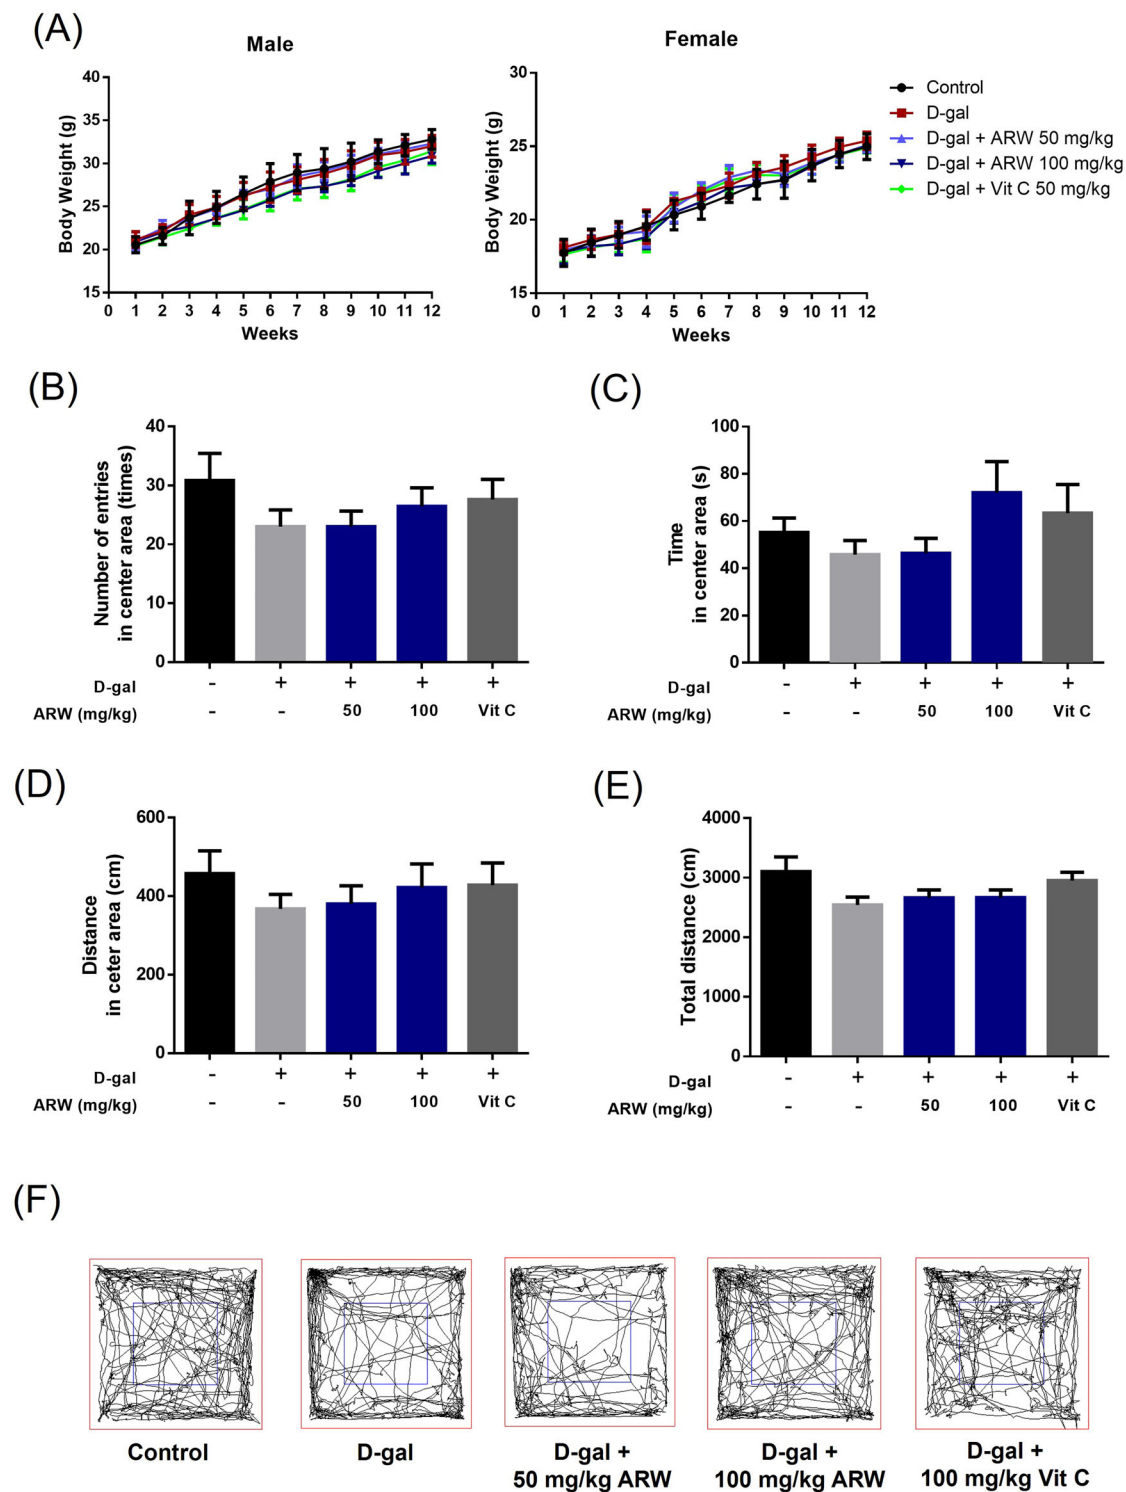 (A)
Male
Female
Body Weight (g)
40
35
30
25
20
15
0 1 2 3 4 5 6 7 8 9 10 11 12
Weeks
Body Weight (g)
30
25
20
15
0 1 2 3 4 5 6 7 8 9 10 11 12
Weeks
Control
D-gal
D-gal + ARW 50 mg/kg
D-gal + ARW 100 mg/kg
D-gal + Vit C 50 mg/kg
(B)
Number of entries
in center area (times)
40
30
20
10
0
D-gal - + + + +
ARW (mg/kg) - - 50 100 Vit C
(C)
Time
in center area (s)
100
80
60
40
20
0
D-gal - + + + +
ARW (mg/kg) - - 50 100 Vit C
(D)
Distance
in ceter area (cm)
600
400
200
0
D-gal - + + + +
ARW (mg/kg) - - 50 100 Vit C
(E)
Total distance (cm)
4000
3000
2000
1000
0
D-gal - + + + +
ARW (mg/kg) - - 50 100 Vit C
(F)
Control
D-gal
D-gal +
50 mg/kg ARW
D-gal +
100 mg/kg ARW
D-gal +
100 mg/kg Vit C